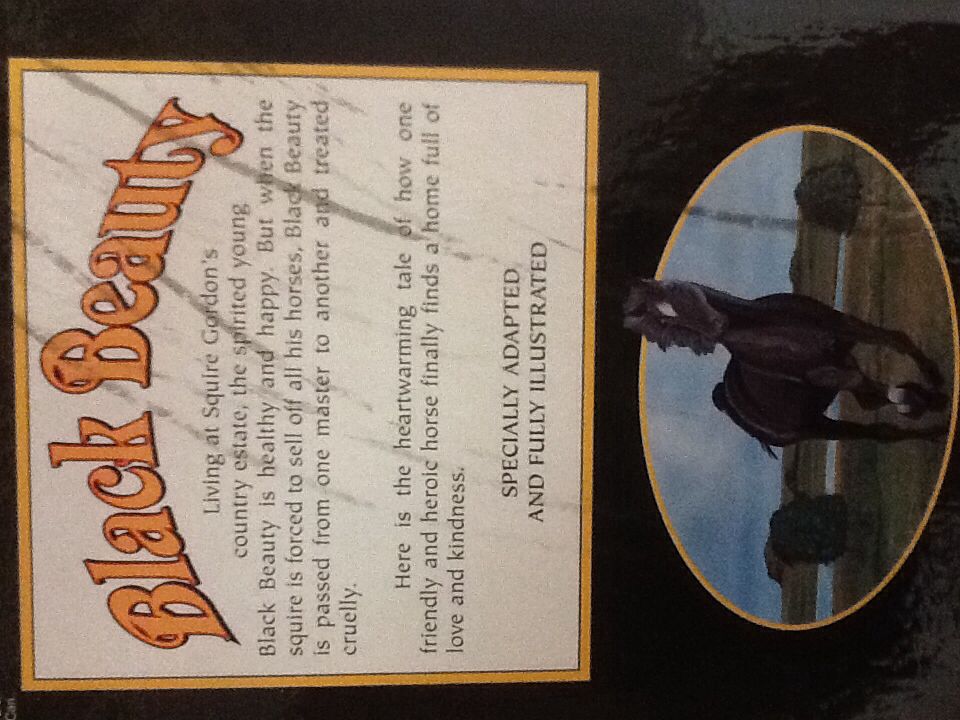 Black Beauty
Living at Squire Gordon's
country estate, the spirited young
Black Beauty is healthy and happy. But when the
squire is forced to sell off all his horses, Black Beauty
is passed from one master to another and treated
cruelly.
Here is the heartwarming tale of how one
friendly and heroic horse finally finds a home full of
love and kindness.
SPECIALLY ADAPTED
AND FULLY ILLUSTRATED